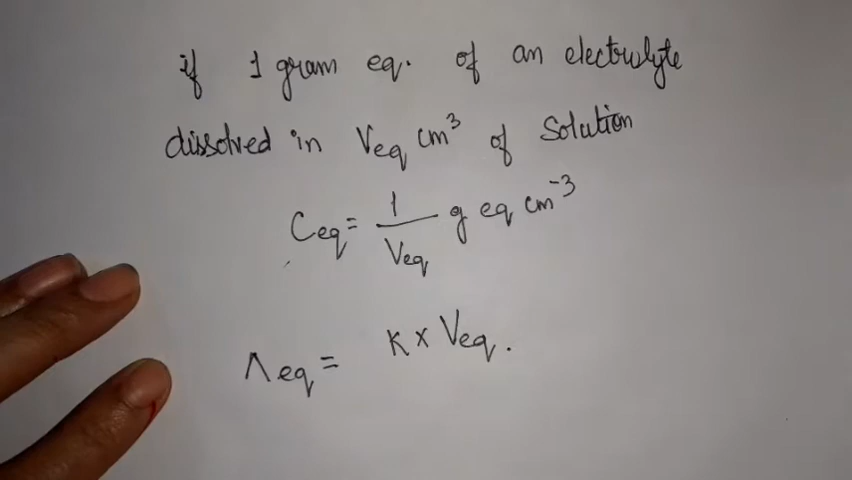 if 1 gram eq. of an electrolyte
dissolved in Veq cm³ of Solution
Ceq = 1/Veq g eq cm⁻³
Λeq = K × Veq.